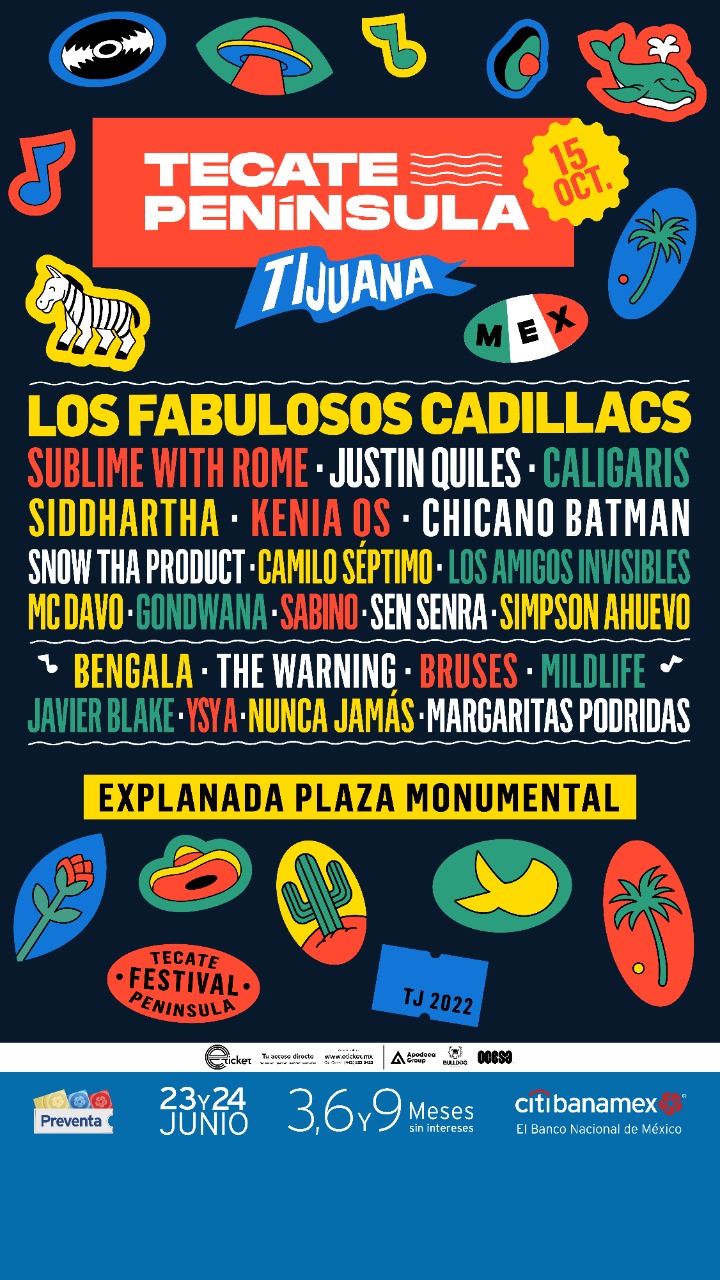 TECATE
PENíNSULA
15
OCT.
TIJUANA
MEX
LOS FABULOSOS CADILLACS
SUBLIME WITH ROME · JUSTIN QUILES · CALIGARIS
SIDDHARTHA · KENIA OS · CHICANO BATMAN
SNOW THA PRODUCT · CAMILO SÉPTIMO · LOS AMIGOS INVISIBLES
MC DAVO · GONDWANA · SABINO · SEN SENRA · SIMPSON AHUEVO
BENGALA · THE WARNING · BRUSES · MILDLIFE
JAVIER BLAKE · YSY A · NUNCA JAMÁS · MARGARITAS PODRIDAS
EXPLANADA PLAZA MONUMENTAL
TECATE
· FESTIVAL ·
PENINSULA
TJ 2022
eticket Tu acceso directo www.eticket.mx Apodaca Group BULLDOG ocesa
Preventa 23 Y 24 JUNIO 3,6 Y 9 Meses sin intereses citibanamex
El Banco Nacional de México